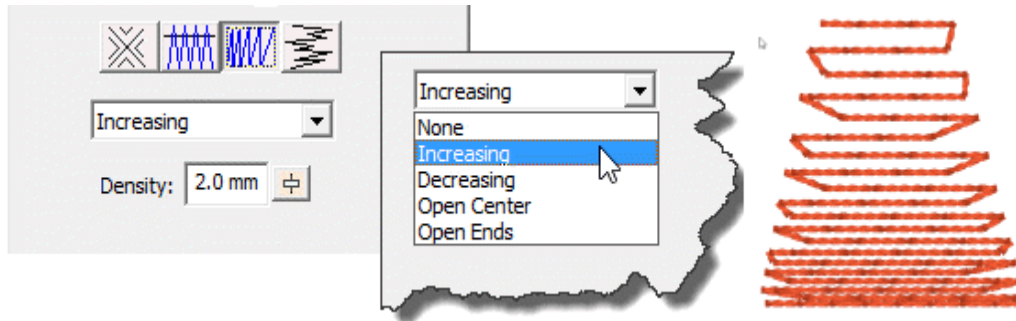 Increasing
Density: 2.0 mm
Increasing
None
Increasing
Decreasing
Open Center
Open Ends